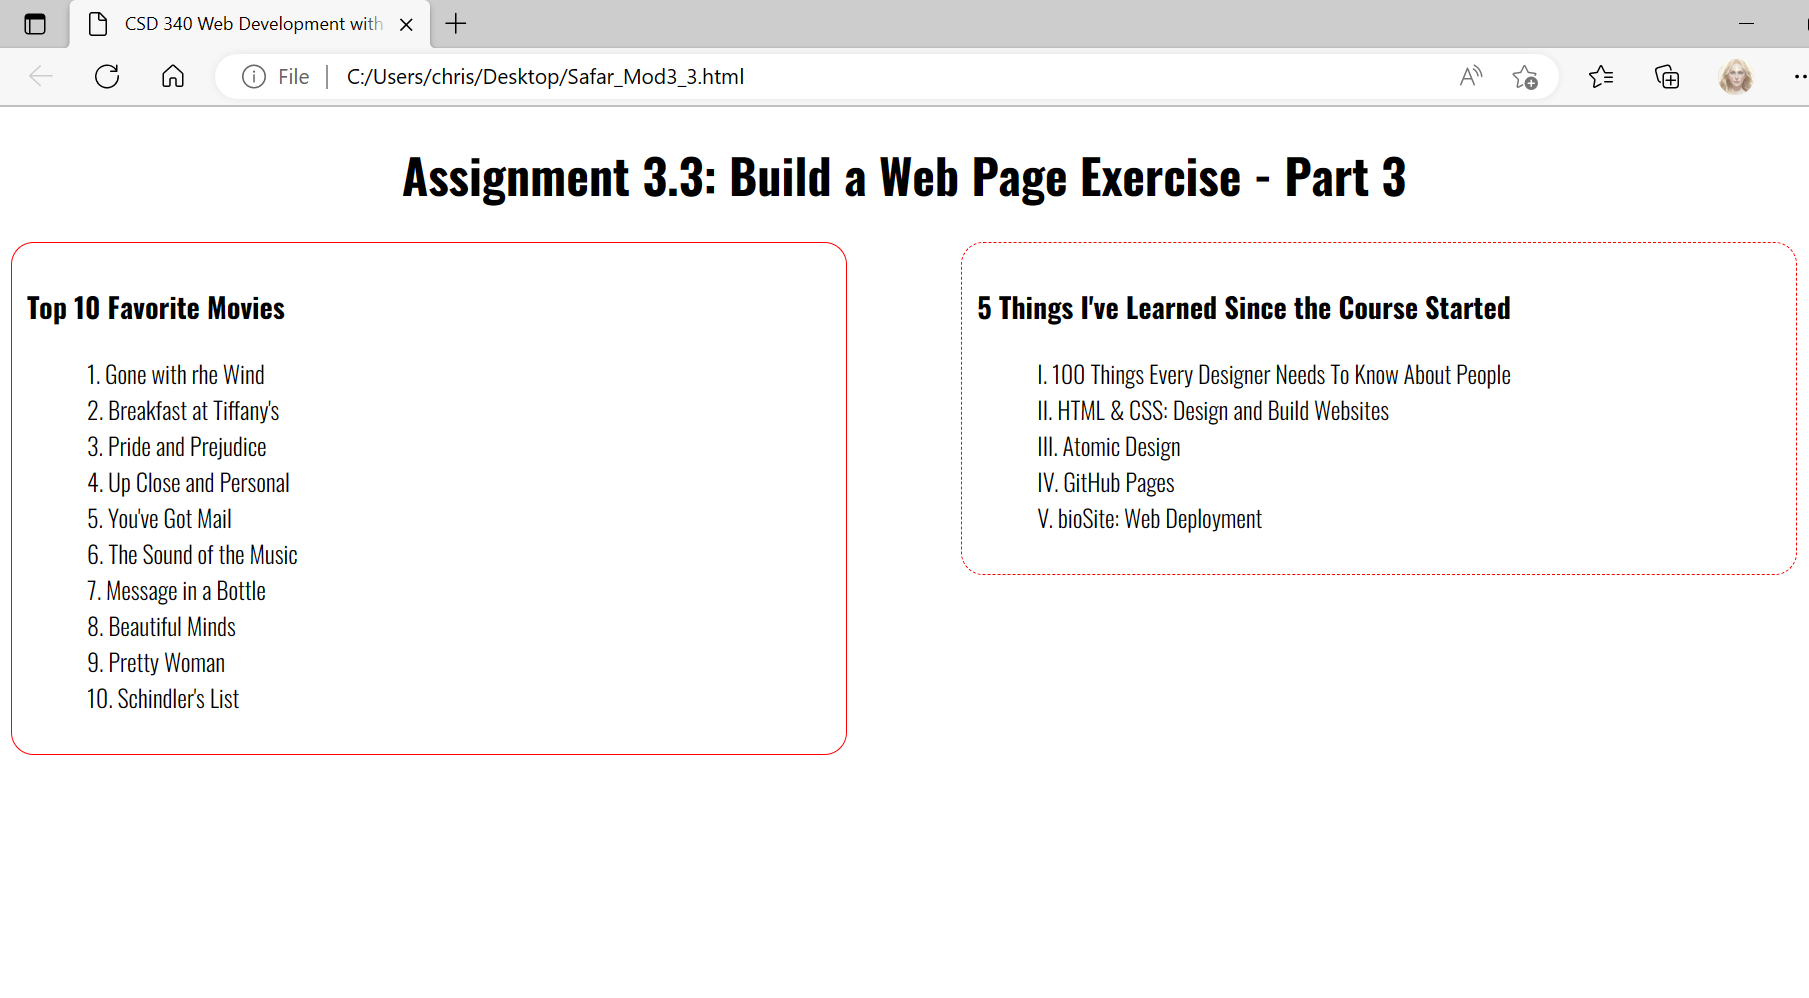 CSD 340 Web Development with
File
C:/Users/chris/Desktop/Safar_Mod3_3.html
Assignment 3.3: Build a Web Page Exercise - Part 3
Top 10 Favorite Movies
1. Gone with rhe Wind
2. Breakfast at Tiffany's
3. Pride and Prejudice
4. Up Close and Personal
5. You've Got Mail
6. The Sound of the Music
7. Message in a Bottle
8. Beautiful Minds
9. Pretty Woman
10. Schindler's List
5 Things I've Learned Since the Course Started
I. 100 Things Every Designer Needs To Know About People
II. HTML & CSS: Design and Build Websites
III. Atomic Design
IV. GitHub Pages
V. bioSite: Web Deployment